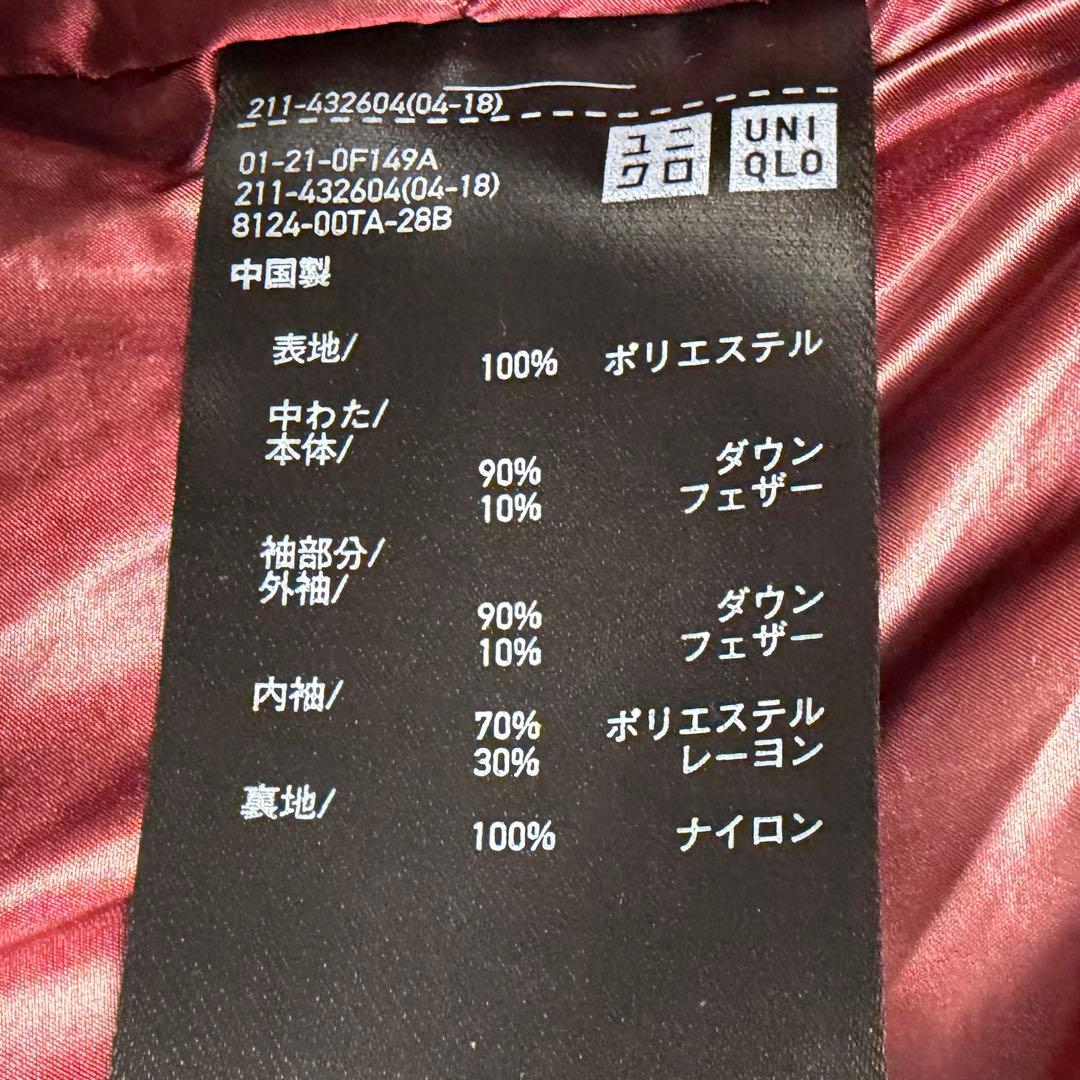 211-432604(04-18)
ユニクロ
UNIQLO
01-21-0F149A
211-432604(04-18)
8124-00TA-28B
中国製
表地/
100% ポリエステル
中わた/
本体/
90% ダウン
10% フェザー
袖部分/
外袖/
90% ダウン
10% フェザー
内袖/
70% ポリエステル
30% レーヨン
裏地/
100% ナイロン